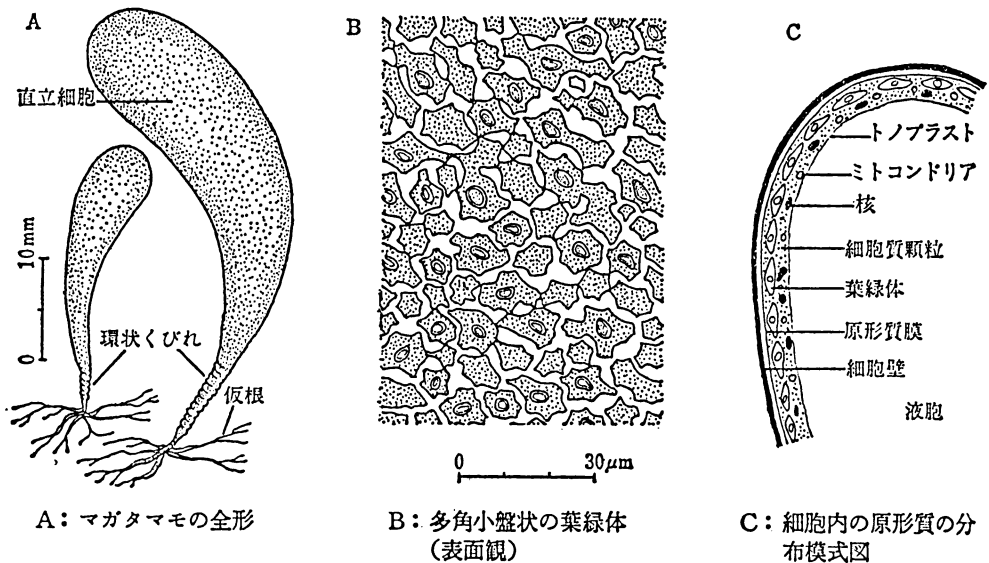 A
直立細胞
10mm
0
環状くびれ
仮根
A：マガタマモの全形
B
0 30μm
B：多角小盤状の葉緑体
（表面観）
C
トノプラスト
ミトコンドリア
核
細胞質顆粒
葉緑体
原形質膜
細胞壁
液胞
C：細胞内の原形質の分
布模式図